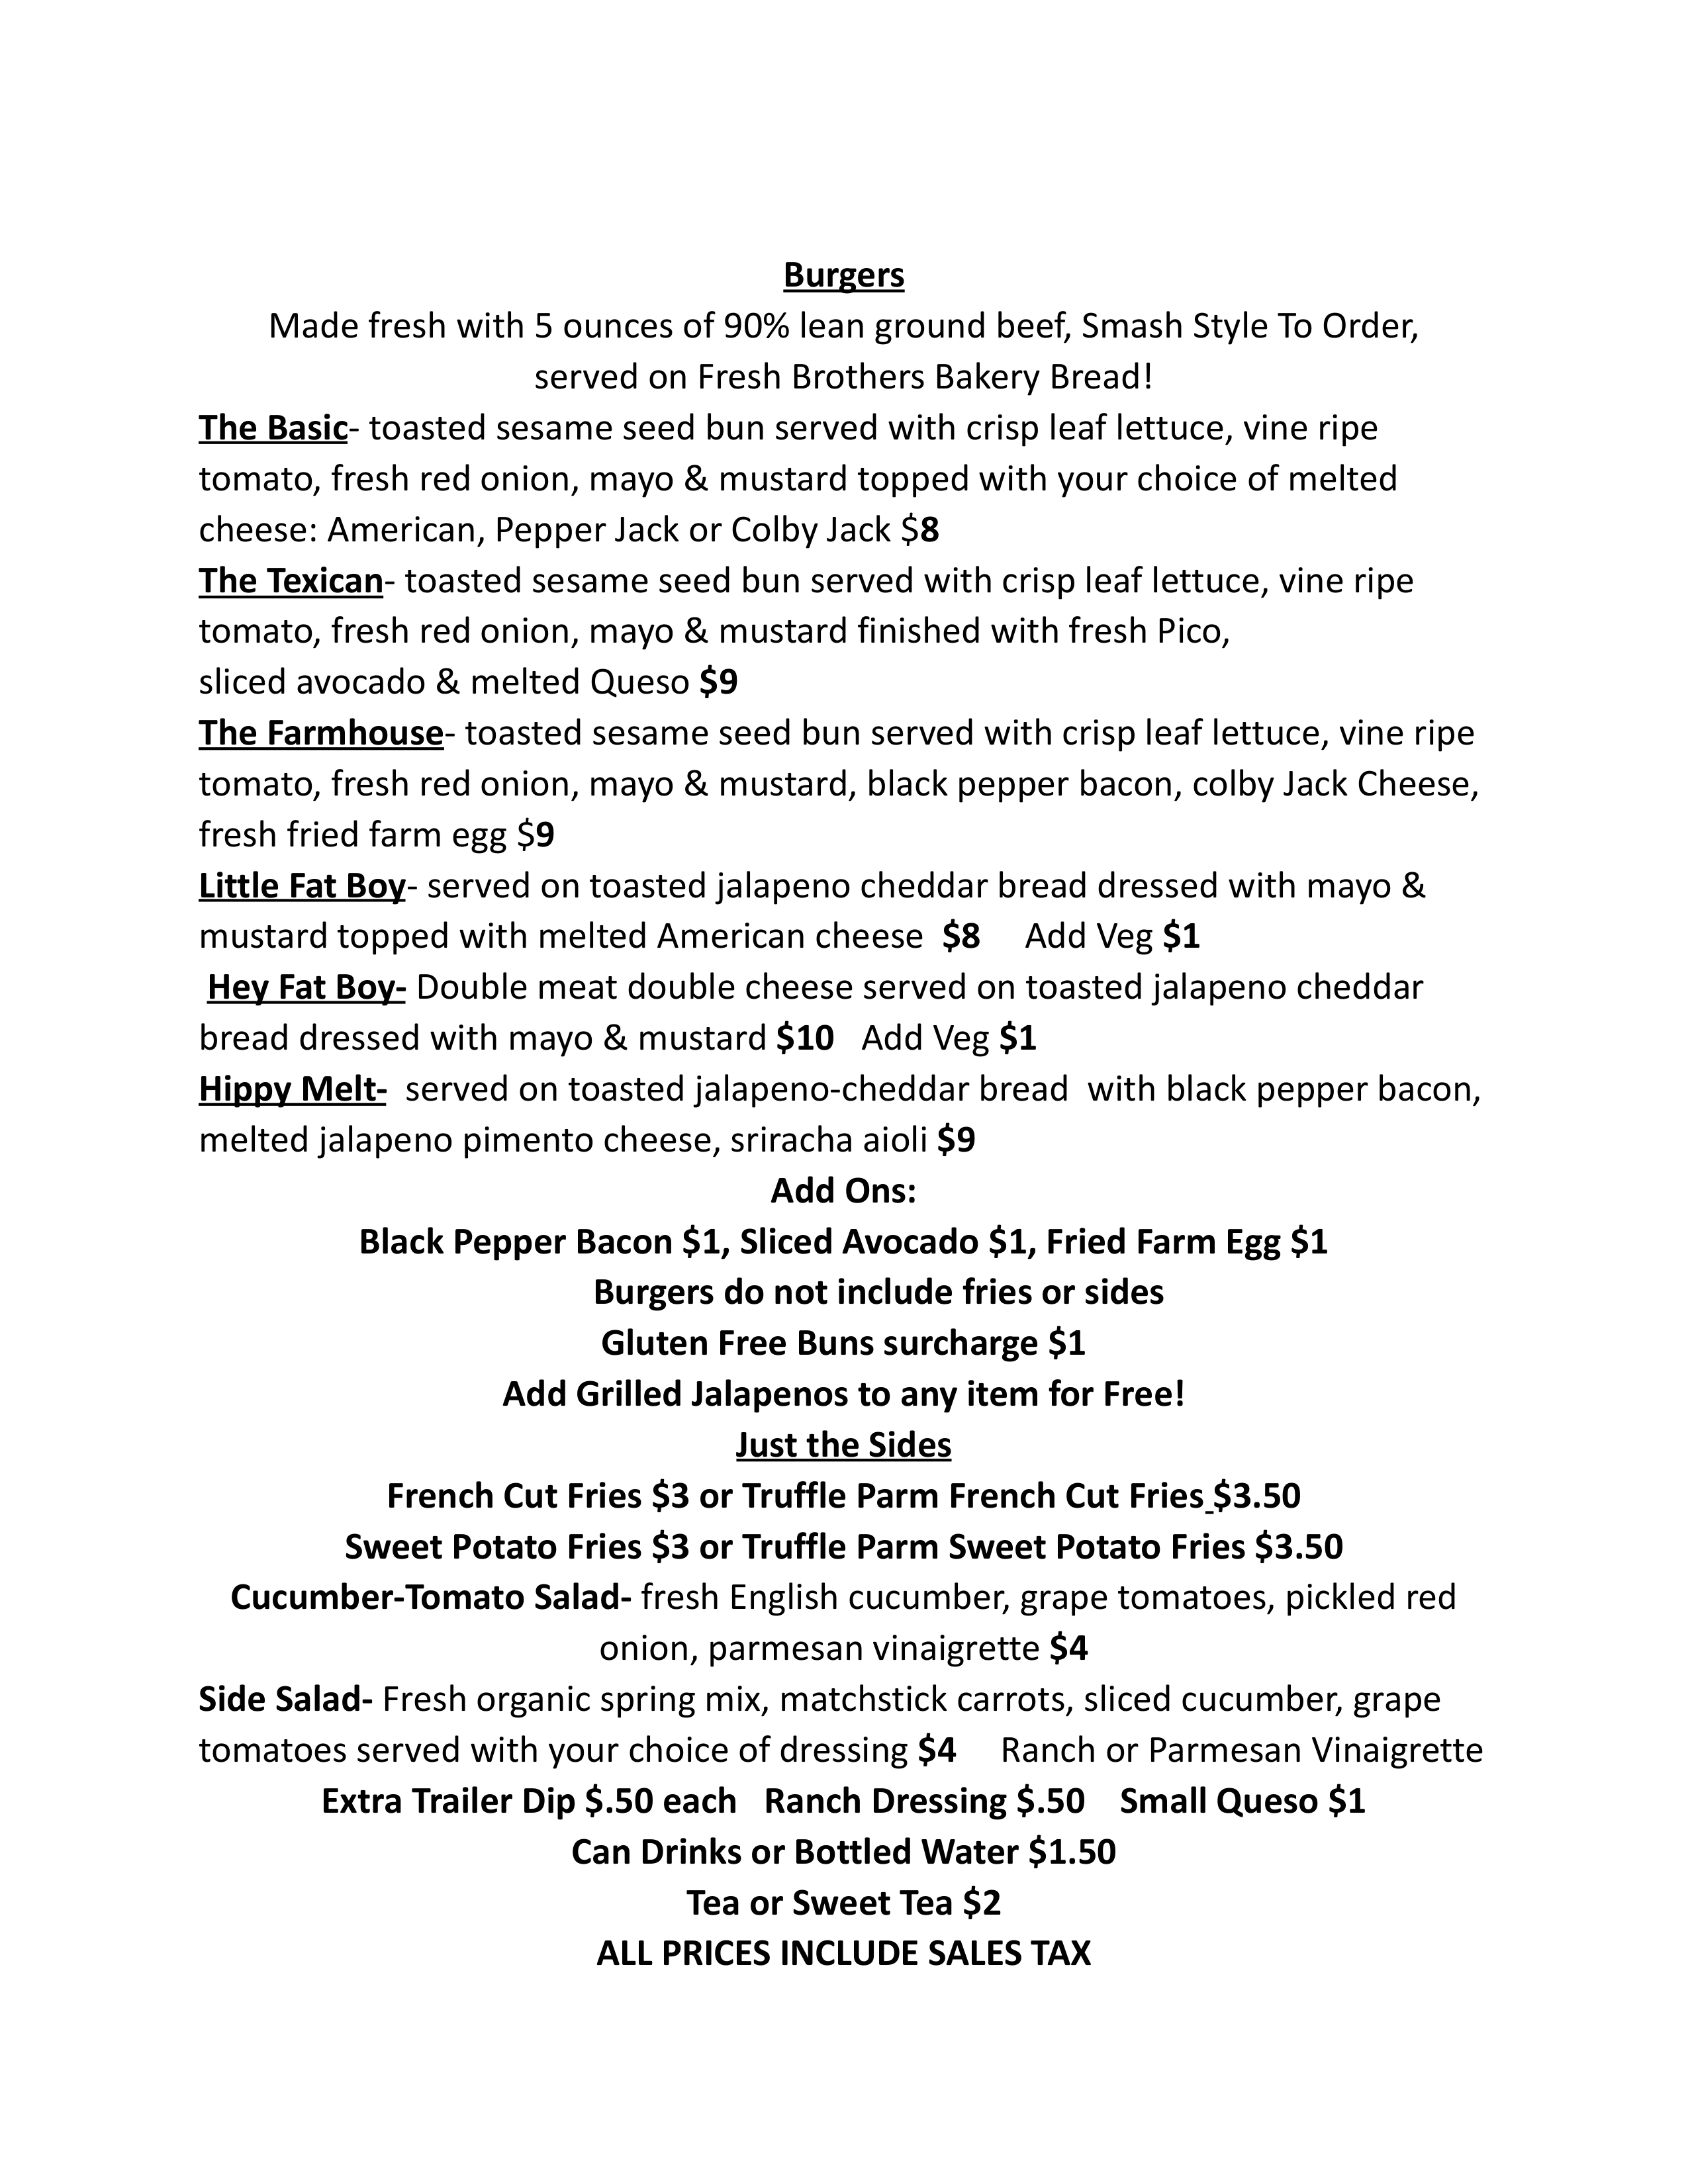 Burgers
Made fresh with 5 ounces of 90% lean ground beef, Smash Style To Order,
served on Fresh Brothers Bakery Bread!
The Basic- toasted sesame seed bun served with crisp leaf lettuce, vine ripe
tomato, fresh red onion, mayo & mustard topped with your choice of melted
cheese: American, Pepper Jack or Colby Jack $8
The Texican- toasted sesame seed bun served with crisp leaf lettuce, vine ripe
tomato, fresh red onion, mayo & mustard finished with fresh Pico,
sliced avocado & melted Queso $9
The Farmhouse- toasted sesame seed bun served with crisp leaf lettuce, vine ripe
tomato, fresh red onion, mayo & mustard, black pepper bacon, colby Jack Cheese,
fresh fried farm egg $9
Little Fat Boy- served on toasted jalapeno cheddar bread dressed with mayo &
mustard topped with melted American cheese $8 Add Veg $1
Hey Fat Boy- Double meat double cheese served on toasted jalapeno cheddar
bread dressed with mayo & mustard $10 Add Veg $1
Hippy Melt- served on toasted jalapeno-cheddar bread with black pepper bacon,
melted jalapeno pimento cheese, sriracha aioli $9
Add Ons:
Black Pepper Bacon $1, Sliced Avocado $1, Fried Farm Egg $1
Burgers do not include fries or sides
Gluten Free Buns surcharge $1
Add Grilled Jalapenos to any item for Free!
Just the Sides
French Cut Fries $3 or Truffle Parm French Cut Fries $3.50
Sweet Potato Fries $3 or Truffle Parm Sweet Potato Fries $3.50
Cucumber-Tomato Salad- fresh English cucumber, grape tomatoes, pickled red
onion, parmesan vinaigrette $4
Side Salad- Fresh organic spring mix, matchstick carrots, sliced cucumber, grape
tomatoes served with your choice of dressing $4 Ranch or Parmesan Vinaigrette
Extra Trailer Dip $.50 each Ranch Dressing $.50 Small Queso $1
Can Drinks or Bottled Water $1.50
Tea or Sweet Tea $2
ALL PRICES INCLUDE SALES TAX